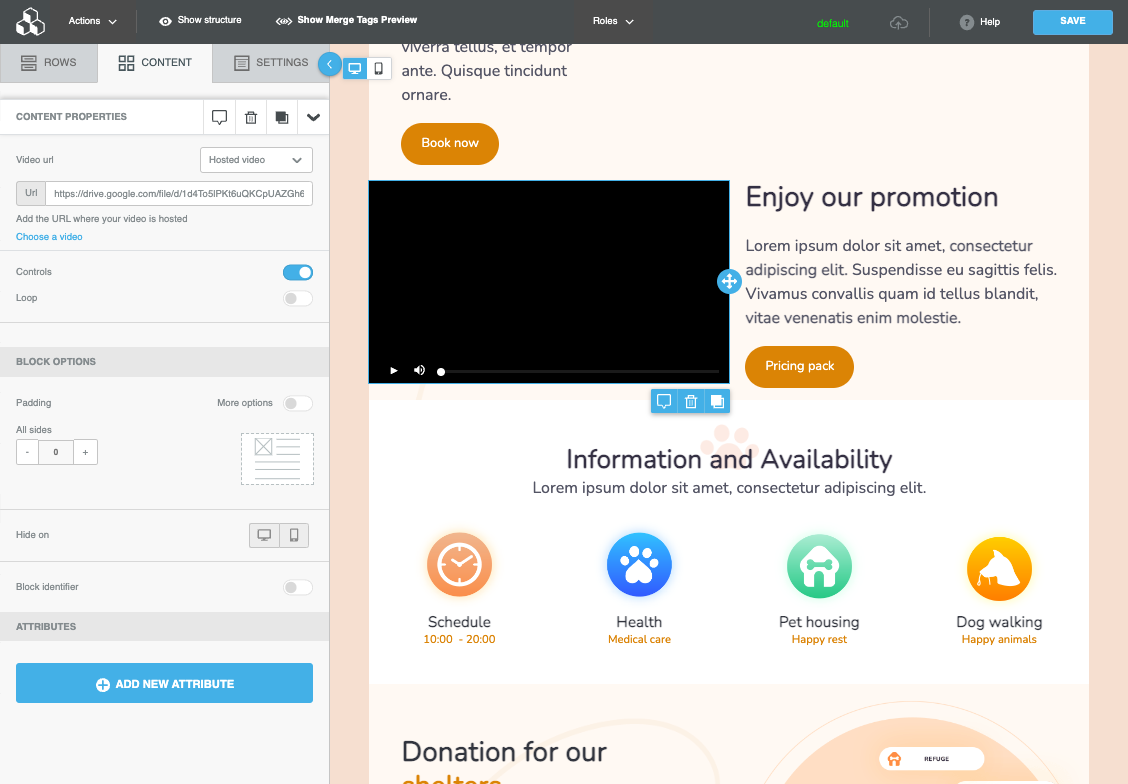 Actions
Show structure
Show Merge Tags Preview
Roles
default
Help
SAVE
ROWS
CONTENT
SETTINGS
CONTENT PROPERTIES
Video url
Hosted video
Url
https://drive.google.com/file/d/1d4To5lPKt6uQKCpUAZGh6
Add the URL where your video is hosted
Choose a video
Controls
Loop
BLOCK OPTIONS
Padding
More options
All sides
- 0 +
Hide on
Block identifier
ATTRIBUTES
ADD NEW ATTRIBUTE
viverra tellus, et tempor
ante. Quisque tincidunt
ornare.
Book now
Enjoy our promotion
Lorem ipsum dolor sit amet, consectetur
adipiscing elit. Suspendisse eu sagittis felis.
Vivamus convallis quam id tellus blandit,
vitae venenatis enim molestie.
Pricing pack
Information and Availability
Lorem ipsum dolor sit amet, consectetur adipiscing elit.
Schedule
10:00 - 20:00
Health
Medical care
Pet housing
Happy rest
Dog walking
Happy animals
Donation for our
shelters
REFUGE